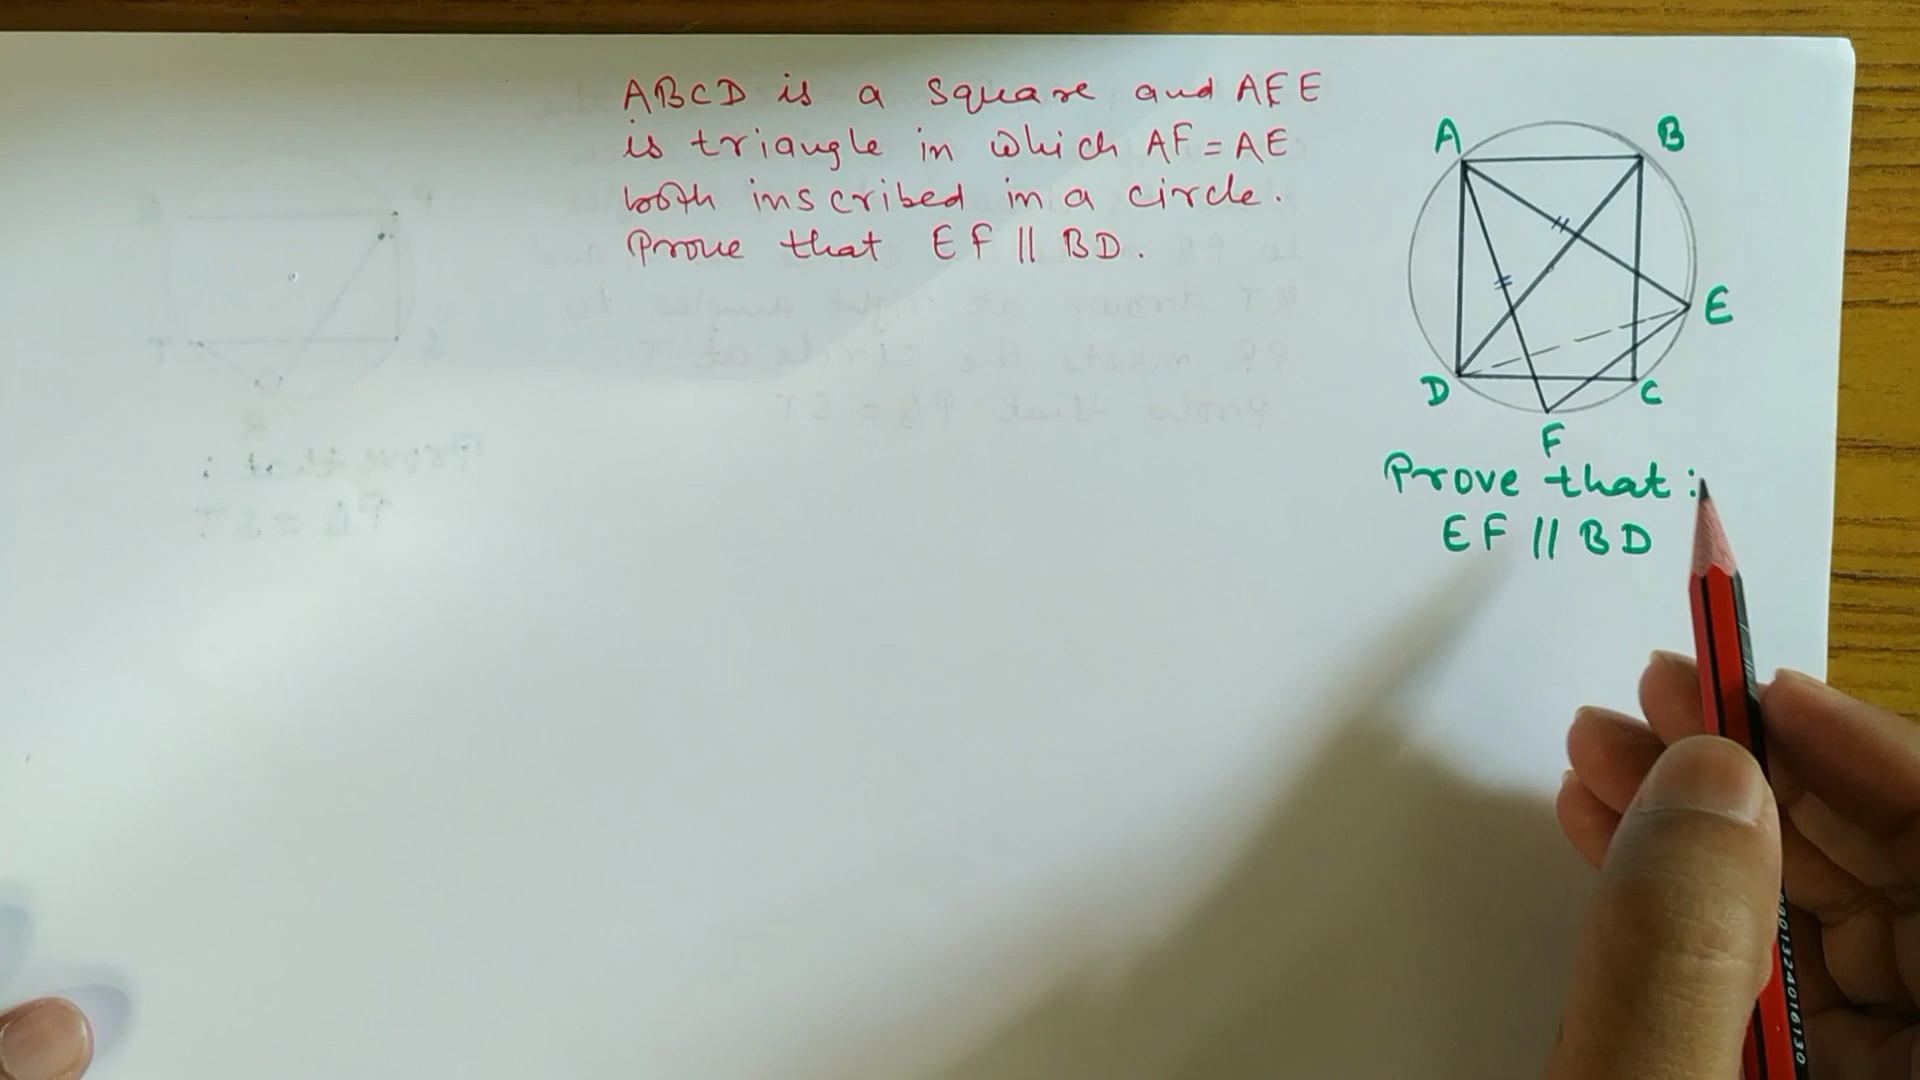 ABCD is a square and AEE
is triangle in which AF = AE
both inscribed in a circle.
Prove that EF || BD.
A
B
E
D
C
F
Prove that :
EF || BD